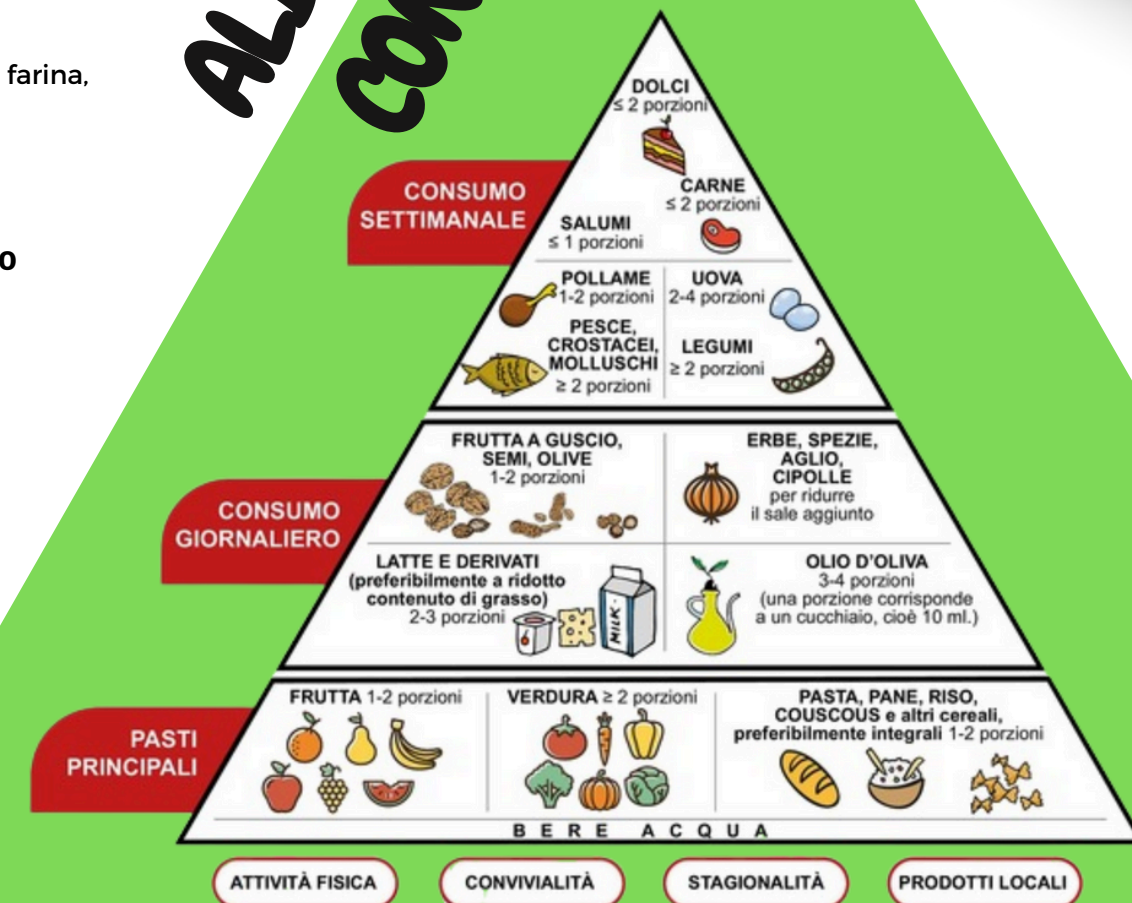 farina,
o
DOLCI
≤ 2 porzioni
CARNE
≤ 2 porzioni
SALUMI
≤ 1 porzioni
CONSUMO
SETTIMANALE
POLLAME
1-2 porzioni
UOVA
2-4 porzioni
PESCE,
CROSTACEI,
MOLLUSCHI
≥ 2 porzioni
LEGUMI
≥ 2 porzioni
CONSUMO
GIORNALIERO
FRUTTA A GUSCIO,
SEMI, OLIVE
1-2 porzioni
ERBE, SPEZIE,
AGLIO,
CIPOLLE
per ridurre
il sale aggiunto
LATTE E DERIVATI
(preferibilmente a ridotto
contenuto di grasso)
2-3 porzioni
MILK
OLIO D'OLIVA
3-4 porzioni
(una porzione corrisponde
a un cucchiaio, cioè 10 ml.)
PASTI
PRINCIPALI
FRUTTA 1-2 porzioni
VERDURA ≥ 2 porzioni
PASTA, PANE, RISO,
COUSCOUS e altri cereali,
preferibilmente integrali 1-2 porzioni
BERE ACQUA
ATTIVITÀ FISICA
CONVIVIALITÀ
STAGIONALITÀ
PRODOTTI LOCALI